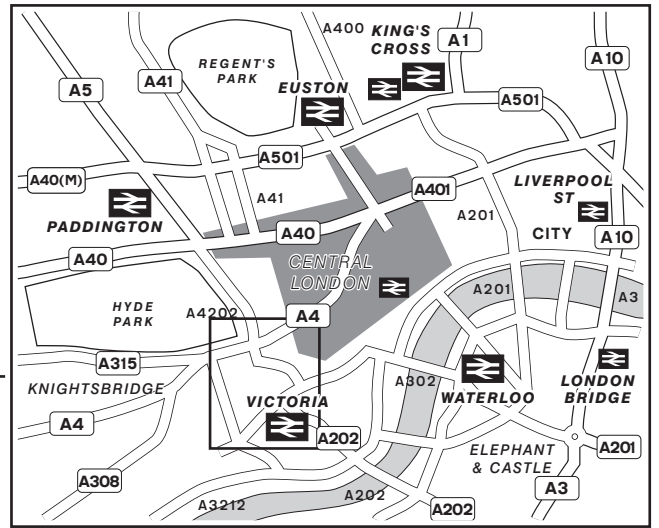 A400
KING'S
CROSS
A1
A10
REGENT'S
PARK
A5
A41
EUSTON
A501
A501
A40(M)
A41
A401
LIVERPOOL
ST
PADDINGTON
A201
A40
CITY
A10
A40
CENTRAL
LONDON
A201
A3
HYDE
PARK
A4202
A4
A315
KNIGHTSBRIDGE
A302
WATERLOO
LONDON
BRIDGE
VICTORIA
A4
A202
ELEPHANT
& CASTLE
A201
A308
A3
A3212
A202
A202